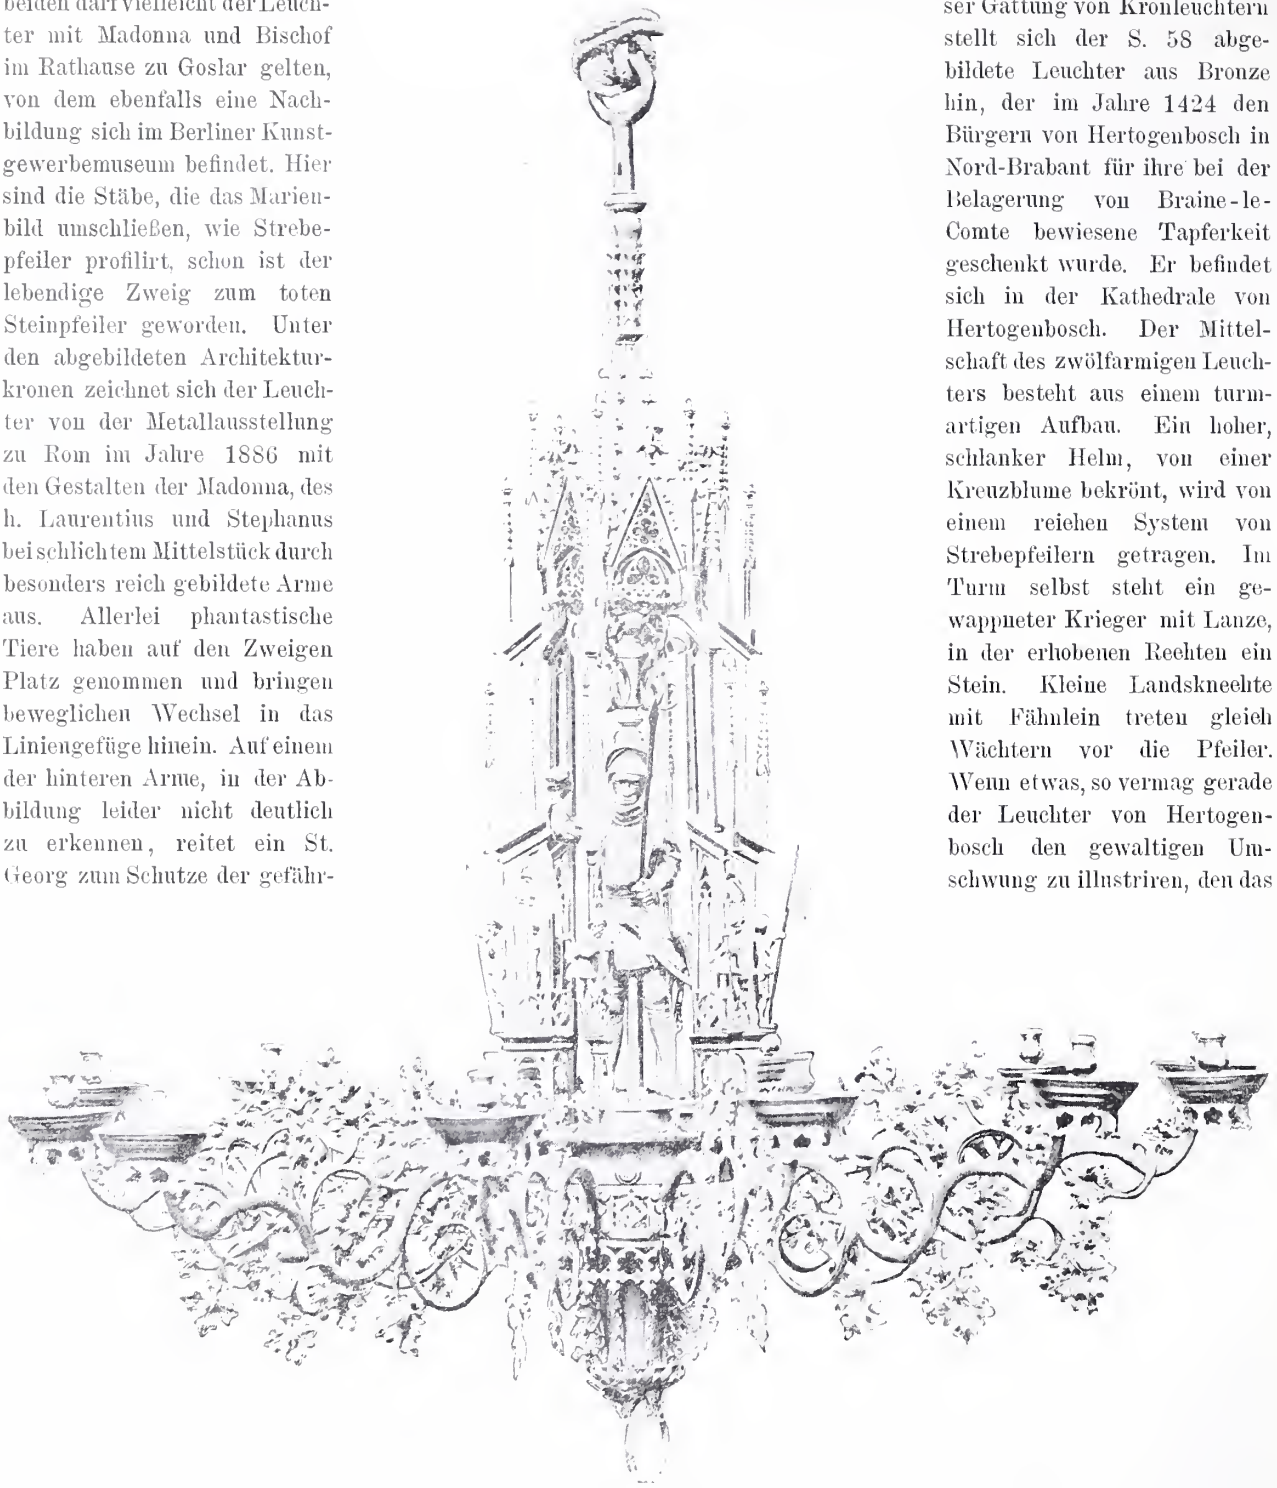 beiden darf vielleicht der Leuch-
ter mit Madonna und Bischof
im Rathause zu Goslar gelten,
von dem ebenfalls eine Nach-
bildung sich im Berliner Kunst-
gewerbemuseum befindet. Hier
sind die Stäbe, die das Marien-
bild umschließen, wie Strebe-
pfeiler profilirt, schon ist der
lebendige Zweig zum toten
Steinpfeiler geworden. Unter
den abgebildeten Architektur-
kronen zeichnet sich der Leuch-
ter von der Metallausstellung
zu Rom im Jahre 1886 mit
den Gestalten der Madonna, des
h. Laurentius und Stephanus
bei schlichtem Mittelstück durch
besonders reich gebildete Arme
aus. Allerlei phantastische
Tiere haben auf den Zweigen
Platz genommen und bringen
beweglichen Wechsel in das
Liniengefüge hinein. Auf einem
der hinteren Arme, in der Ab-
bildung leider nicht deutlich
zu erkennen, reitet ein St.
Georg zum Schutze der gefähr-
ser Gattung von Kronleuchtern
stellt sich der S. 58 abge-
bildete Leuchter aus Bronze
hin, der im Jahre 1424 den
Bürgern von Hertogenbosch in
Nord-Brabant für ihre bei der
Belagerung von Braine-le-
Comte bewiesene Tapferkeit
geschenkt wurde. Er befindet
sich in der Kathedrale von
Hertogenbosch. Der Mittel-
schaft des zwölfarmigen Leuch-
ters besteht aus einem turm-
artigen Aufbau. Ein hoher,
schlanker Helm, von einer
Kreuzblume bekrönt, wird von
einem reichen System von
Strebepfeilern getragen. Im
Turm selbst steht ein ge-
wappneter Krieger mit Lanze,
in der erhobenen Rechten ein
Stein. Kleine Landsknechte
mit Fähnlein treten gleich
Wächtern vor die Pfeiler.
Wenn etwas, so vermag gerade
der Leuchter von Hertogen-
bosch den gewaltigen Um-
schwung zu illustriren, den das